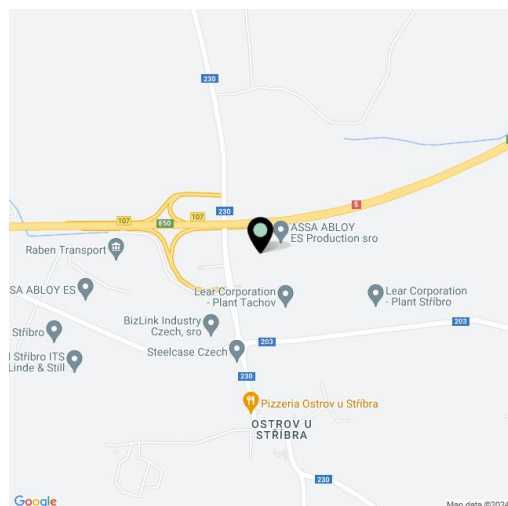 230
107
E50
107
230
5
ASSA ABLOY
ES Production sro
Raben Transport
SA ABLOY ES
Lear Corporation
- Plant Tachov
Lear Corporation
- Plant Stříbro
BizLink Industry
Czech, sro
Stříbro
203
203
Steelcase Czech
Stříbro ITS
Linde & Still
230
Pizzeria Ostrov u Stříbra
OSTROV U
STŘÍBRA
230
Google
Map data ©2024